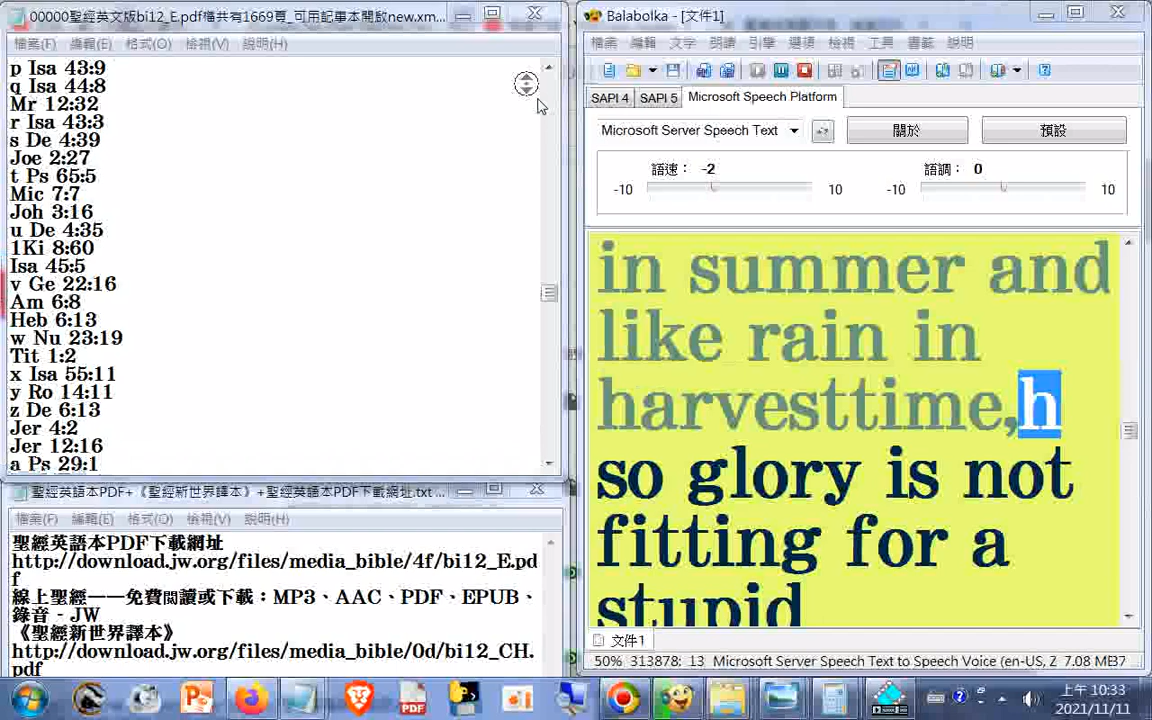 00000聖經英文版bi12_E.pdf檔共有1669頁_可用記事本開啟new.xm...
檔案(F) 編輯(E) 格式(O) 檢視(V) 說明(H)
p Isa 43:9
q Isa 44:8
Mr 12:32
r Isa 43:3
s De 4:39
Joe 2:27
t Ps 65:5
Mic 7:7
Joh 3:16
u De 4:35
1Ki 8:60
Isa 45:5
v Ge 22:16
Am 6:8
Heb 6:13
w Nu 23:19
Tit 1:2
x Isa 55:11
y Ro 14:11
z De 6:13
Jer 4:2
Jer 12:16
a Ps 29:1
聖經英語本PDF+《聖經新世界譯本》+聖經英語本PDF下載網址.txt ...
檔案(F) 編輯(E) 格式(O) 檢視(V) 說明(H)
聖經英語本PDF下載網址
http://download.jw.org/files/media_bible/4f/bi12_E.pd
f
線上聖經——免費閱讀或下載：MP3、AAC、PDF、EPUB、
錄音 - JW
《聖經新世界譯本》
http://download.jw.org/files/media_bible/0d/bi12_CH.
pdf
Balabolka - [文件1]
檔案 編輯 文字 朗讀 引擎 選項 檢視 工具 書籤 說明
SAPI 4 SAPI 5 Microsoft Speech Platform
Microsoft Server Speech Text 關於 預設
語速： -2 語調： 0
-10 10 -10 10
in summer and
like rain in
harvesttime,h
so glory is not
fitting for a
stupid
文件1
50% 313878: 13 Microsoft Server Speech Text to Speech Voice (en-US, Z 7.08 MB37
上午 10:33
2021/11/11